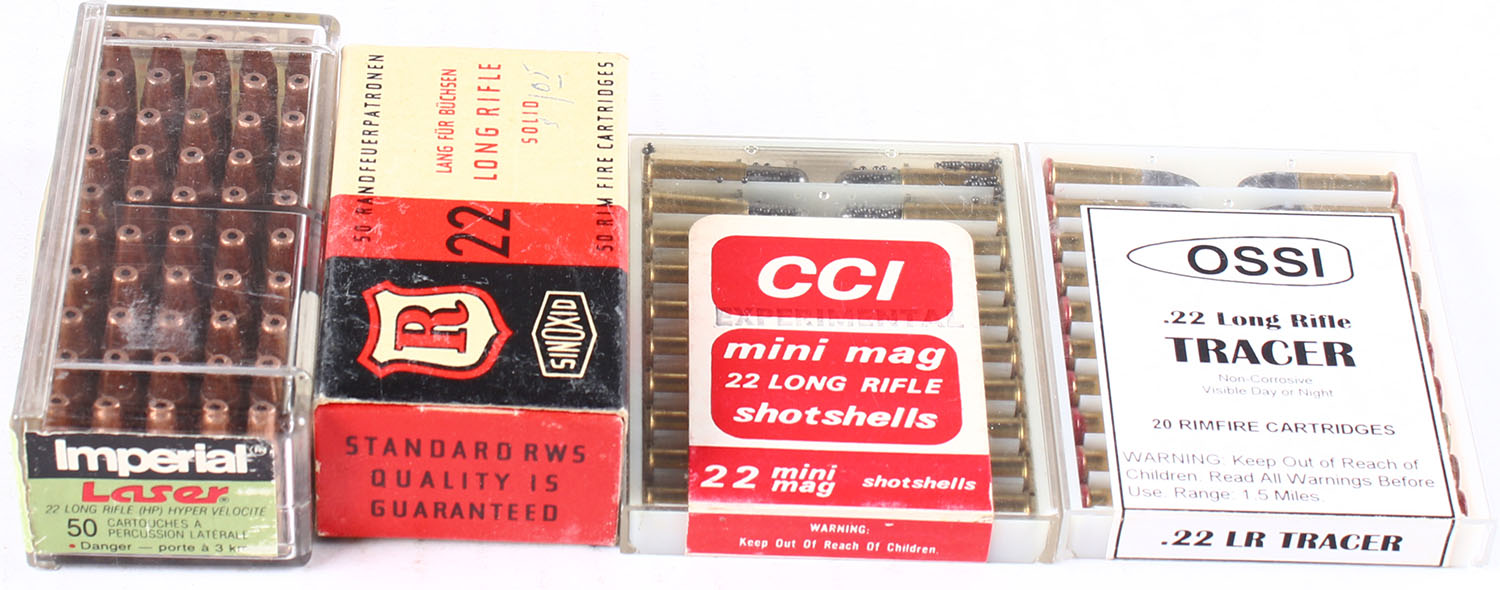 Imperial MD
Laser®
22 LONG RIFLE (HP) HYPER VÉLOCITÉ
50 CARTOUCHES À
PERCUSSION LATÉRALE
• Danger — porte à 3 km
50 RANDFEUERPATRONEN
LANG FÜR BÜCHSEN
22 LONG RIFLE
SOLID
105
50 RIM FIRE CARTRIDGES
R
SINOXID
STANDARD RWS
QUALITY IS
GUARANTEED
CCI
EXPERIMENTAL
mini mag
22 LONG RIFLE
shotshells
22 mini mag shotshells
WARNING:
Keep Out Of Reach Of Children.
OSSI
.22 Long Rifle
TRACER
Non-Corrosive
Visible Day or Night
20 RIMFIRE CARTRIDGES
WARNING: Keep Out of Reach of
Children. Read All Warnings Before
Use. Range: 1.5 Miles.
.22 LR TRACER